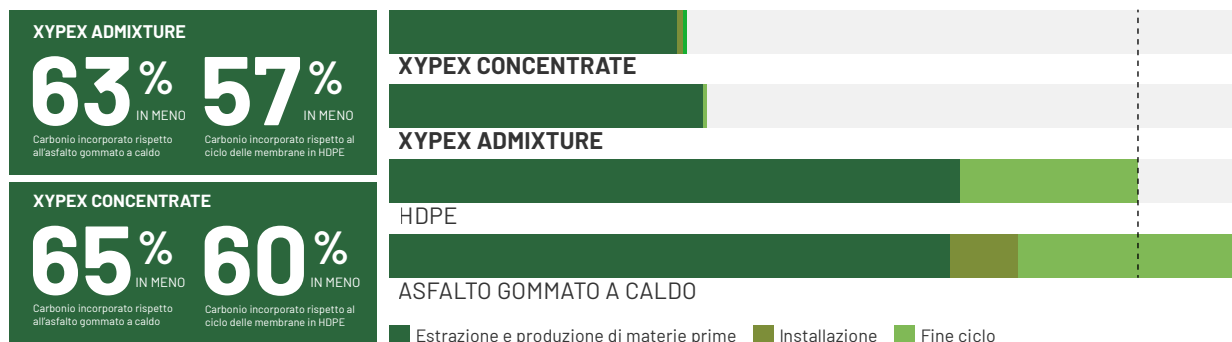 XYPEX ADMIXTURE
63% IN MENO
Carbonio incorporato rispetto
all'asfalto gommato a caldo
57% IN MENO
Carbonio incorporato rispetto al
ciclo delle membrane in HDPE
XYPEX CONCENTRATE
65% IN MENO
Carbonio incorporato rispetto
all'asfalto gommato a caldo
60% IN MENO
Carbonio incorporato rispetto al
ciclo delle membrane in HDPE
XYPEX CONCENTRATE
XYPEX ADMIXTURE
HDPE
ASFALTO GOMMATO A CALDO
Estrazione e produzione di materie prime Installazione Fine ciclo